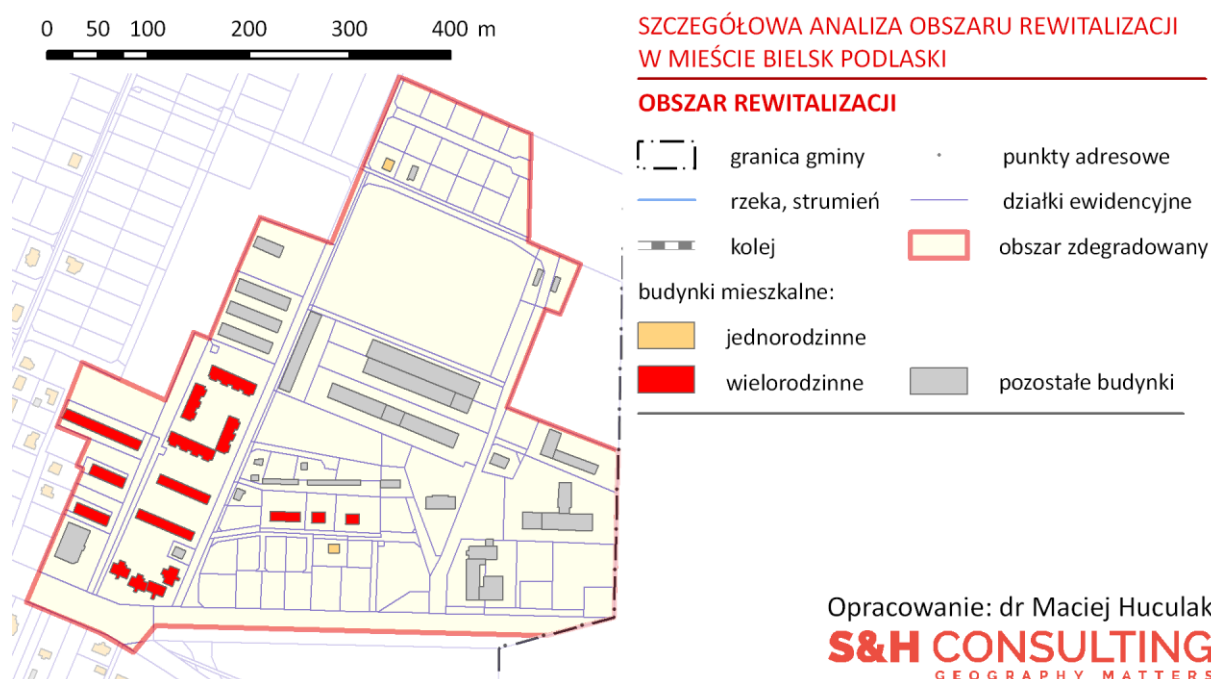 0 50 100 200 300 400 m
SZCZEGÓŁOWA ANALIZA OBSZARU REWITALIZACJI
W MIEŚCIE BIELSK PODLASKI
OBSZAR REWITALIZACJI
granica gminy
punkty adresowe
rzeka, strumień
działki ewidencyjne
kolej
obszar zdegradowany
budynki mieszkalne:
jednorodzinne
wielorodzinne
pozostałe budynki
Opracowanie: dr Maciej Huculak
S&H CONSULTING
GEOGRAPHY MATTERS